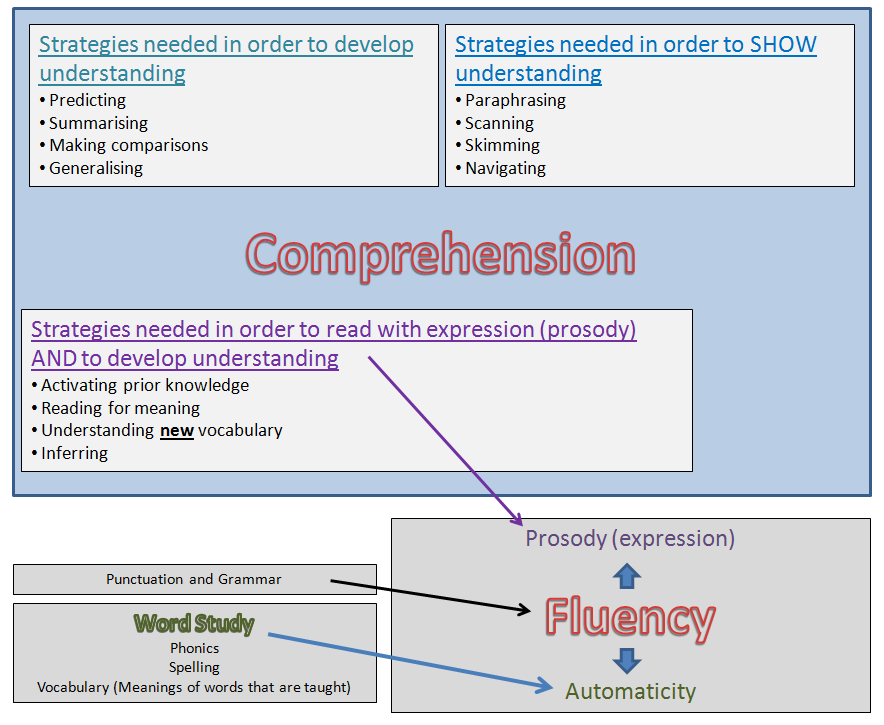 Strategies needed in order to develop
understanding
• Predicting
• Summarising
• Making comparisons
• Generalising
Strategies needed in order to SHOW
understanding
• Paraphrasing
• Scanning
• Skimming
• Navigating
Comprehension
Strategies needed in order to read with expression (prosody)
AND to develop understanding
• Activating prior knowledge
• Reading for meaning
• Understanding new vocabulary
• Inferring
Prosody (expression)
Punctuation and Grammar
Fluency
Word Study
Phonics
Spelling
Vocabulary (Meanings of words that are taught)
Automaticity